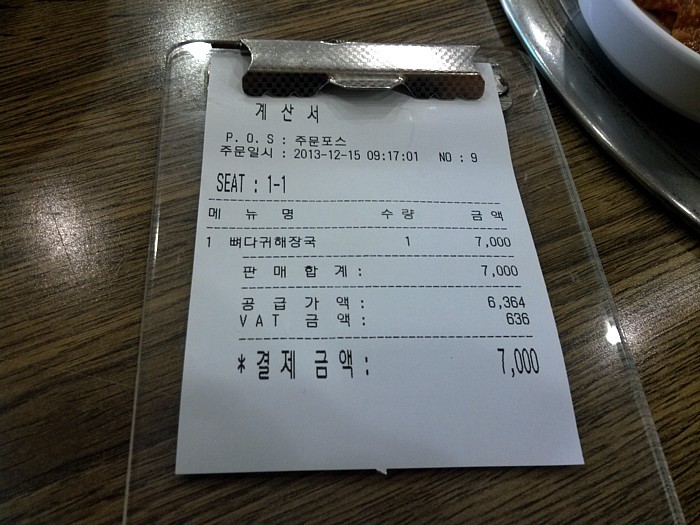 계 산 서
P. O. S : 주문포스
주문일시 : 2013-12-15 09:17:01 NO : 9
SEAT : 1-1
메 뉴 명 수 량 금 액
1 뼈다귀해장국 1 7,000
판 매 합 계 : 7,000
공 급 가 액 : 6,364
V A T 금 액 : 636
* 결 제 금 액 : 7,000